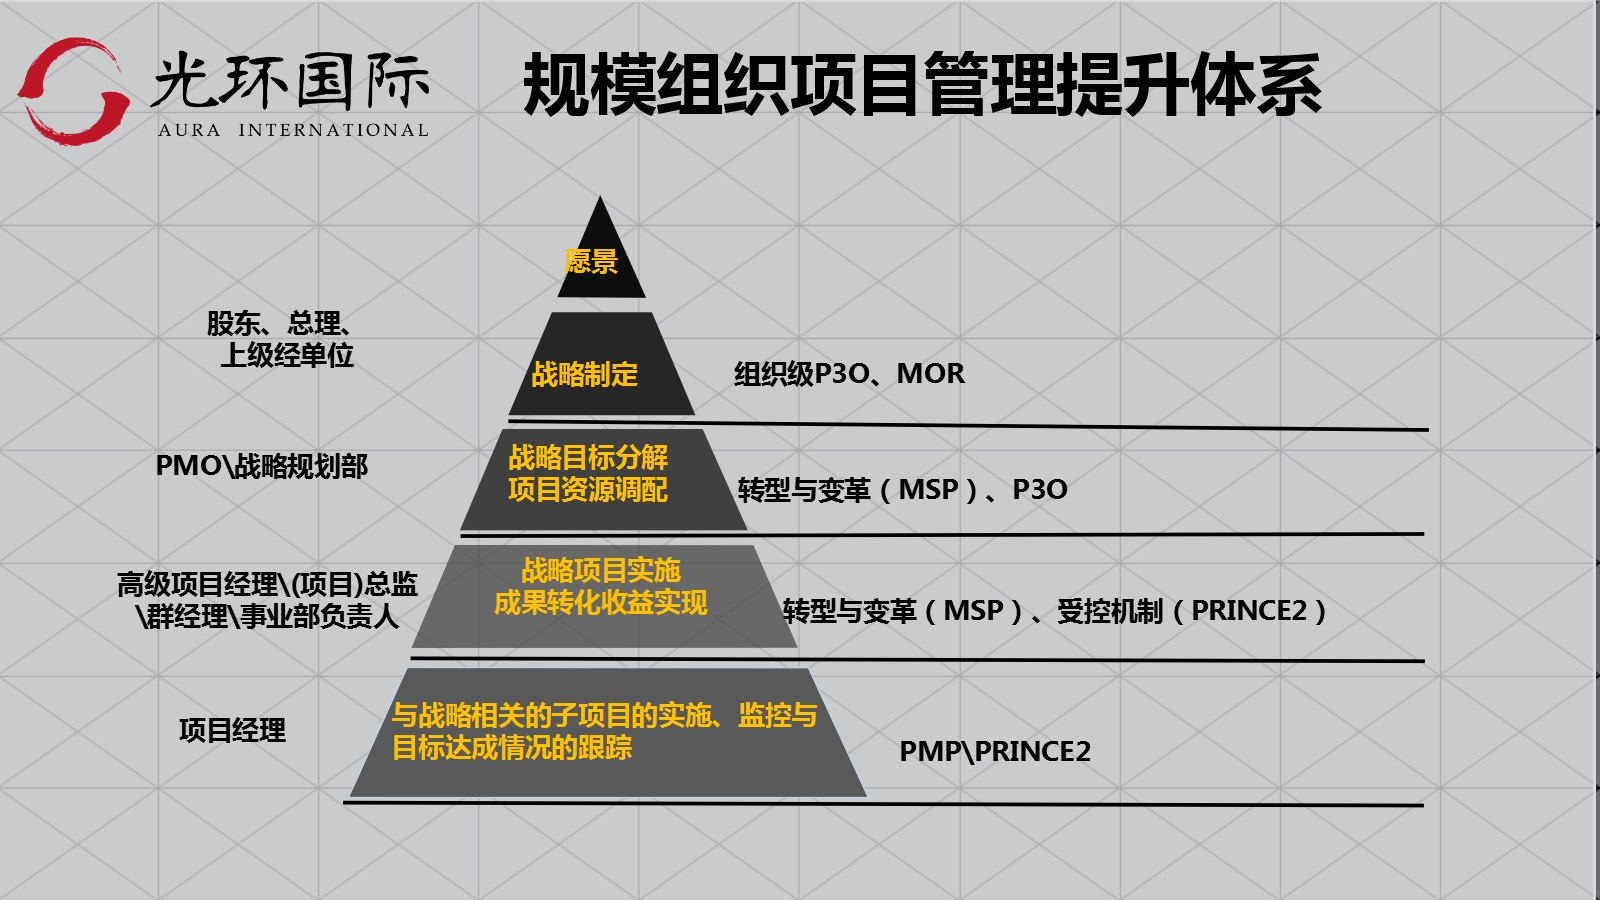 光环国际
AURA INTERNATIONAL
规模组织项目管理提升体系
愿景
股东、总理、
上级经单位
战略制定
组织级P3O、MOR
PMO\战略规划部
战略目标分解
项目资源调配
转型与变革（MSP）、P3O
高级项目经理\(项目)总监
\群经理\事业部负责人
战略项目实施
成果转化收益实现
转型与变革（MSP）、受控机制（PRINCE2）
项目经理
与战略相关的子项目的实施、监控与
目标达成情况的跟踪
PMP\PRINCE2